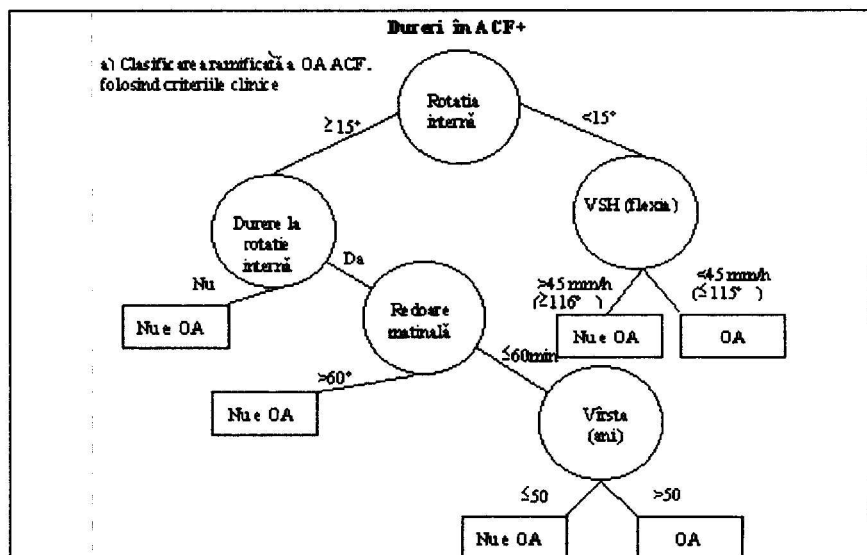 Dureri în ACF+
a) Clasificare a ramificată a OA ACF.
folosind criteriile clinice
Rotatia
internă
≥15°
<15°
Durere la
rotatie
internă
VSH (flexia)
Nu
Da
>45 mm/h
(≥116° )
<45 mm/h
(≤115° )
Nu e OA
Redoare
matinală
Nu e OA
OA
>60°
≤60min
Nu e OA
Vîrsta
(ani)
≤50
>50
Nu e OA
OA